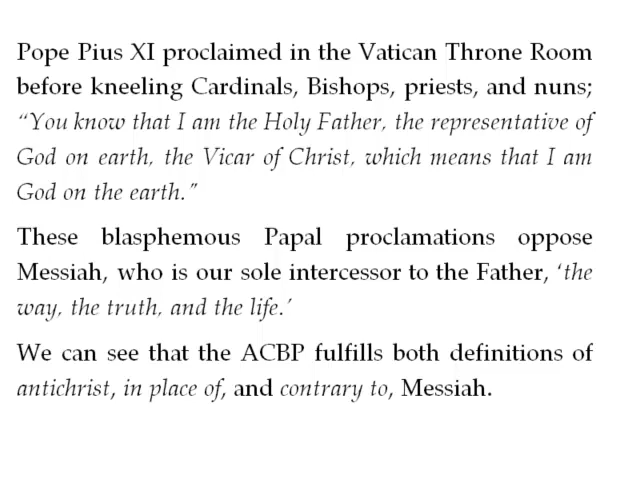 Pope Pius XI proclaimed in the Vatican Throne Room
before kneeling Cardinals, Bishops, priests, and nuns;
“You know that I am the Holy Father, the representative of
God on earth, the Vicar of Christ, which means that I am
God on the earth.”
These blasphemous Papal proclamations oppose
Messiah, who is our sole intercessor to the Father, ‘the
way, the truth, and the life.’
We can see that the ACBP fulfills both definitions of
antichrist, in place of, and contrary to, Messiah.